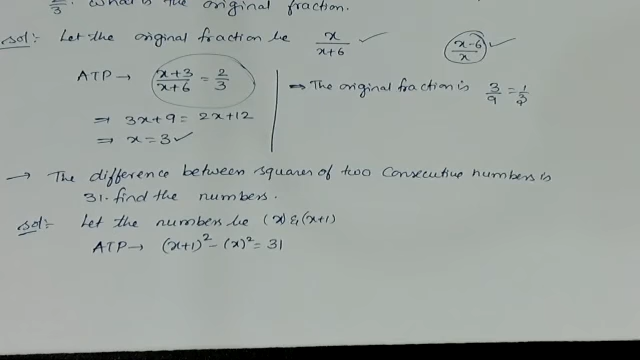 2/3. What is the original fraction.
Sol:- Let the original fraction be x/(x+6) ✓ (x-6)/x ✓
ATP → (x+3)/(x+6) = 2/3
⇒ 3x+9 = 2x+12
⇒ x=3 ✓
⇒ The original fraction is 3/9 = 1/3
→ The difference between squares of two consecutive numbers is
31. find the numbers.
Sol:- Let the numbers be (x) & (x+1)
ATP → (x+1)² - (x)² = 31